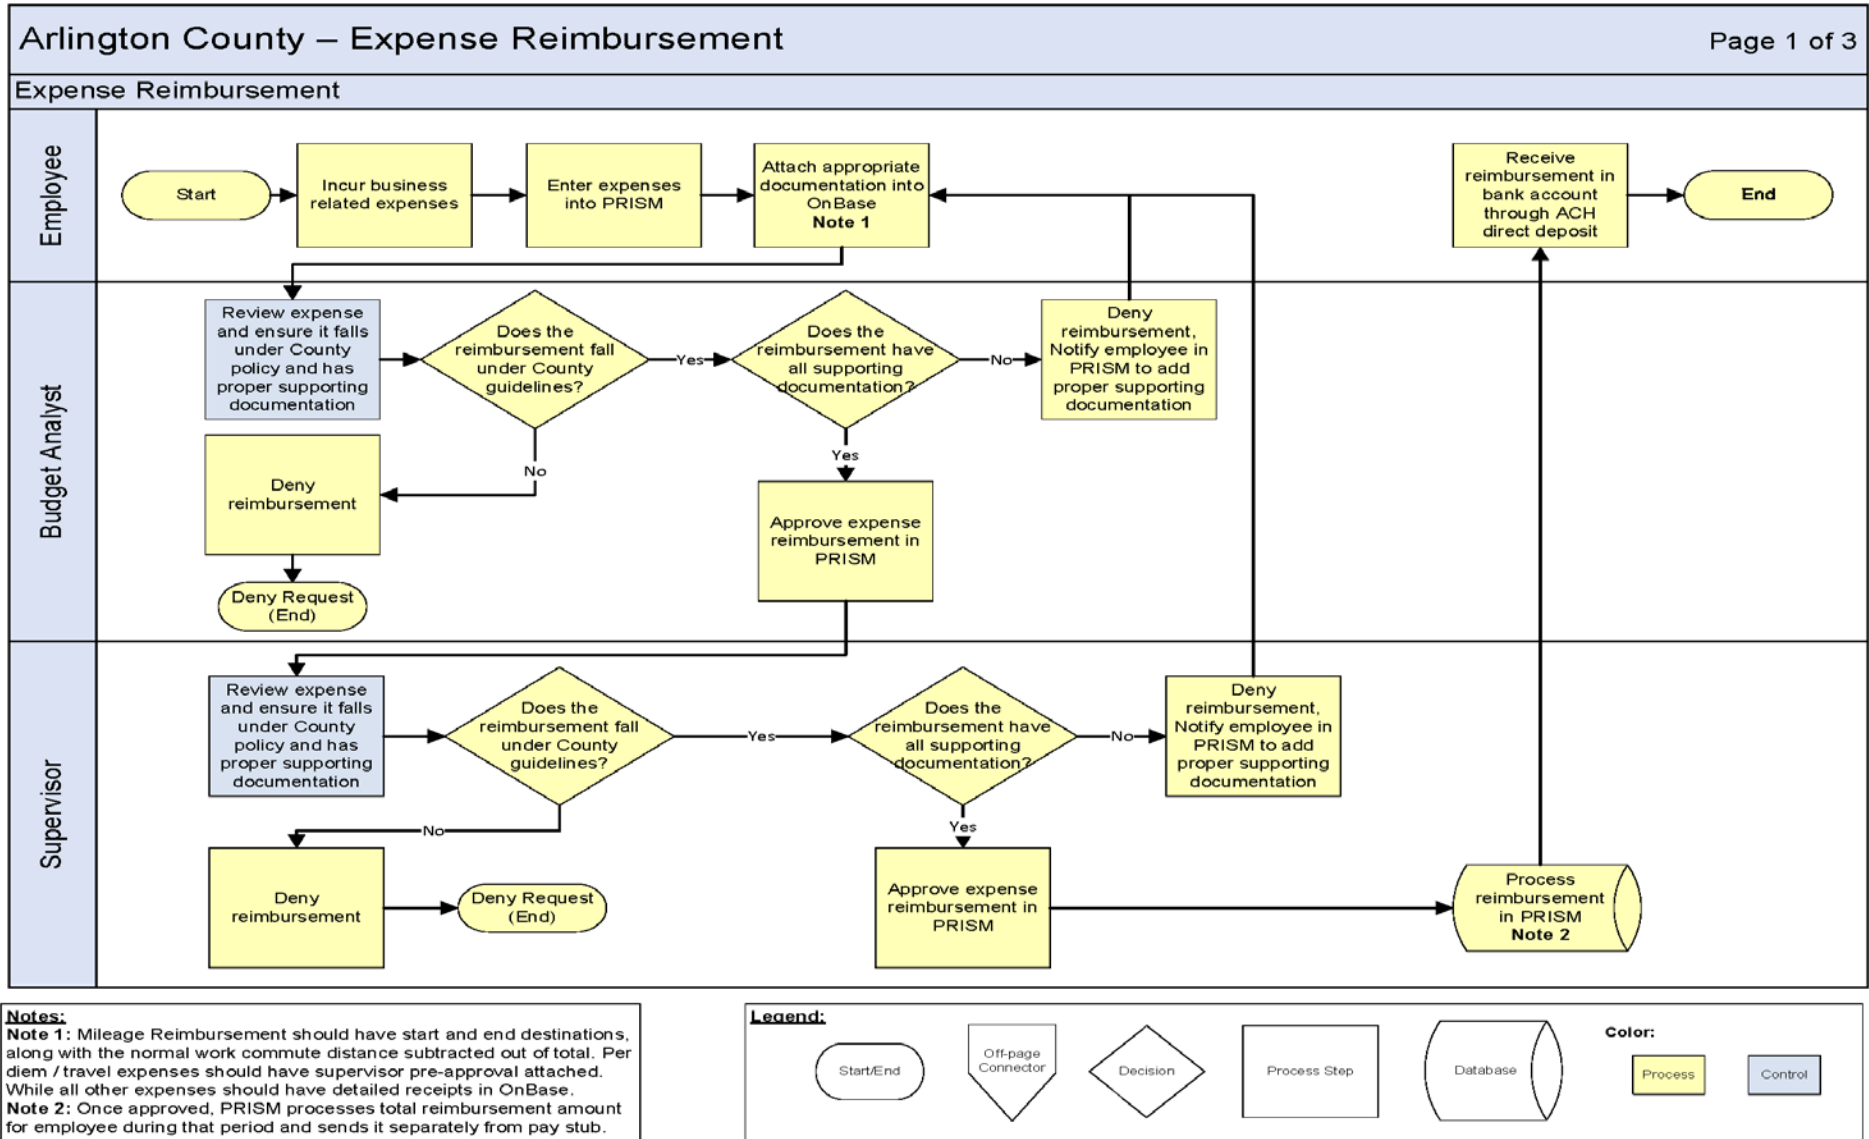 Arlington County – Expense Reimbursement
Page 1 of 3
Expense Reimbursement
Employee
Start
Incur business
related expenses
Enter expenses
into PRISM
Attach appropriate
documentation into
OnBase
Note 1
Receive
reimbursement in
bank account
through ACH
direct deposit
End
Budget Analyst
Review expense
and ensure it falls
under County
policy and has
proper supporting
documentation
Does the
reimbursement fall
under County
guidelines?
Yes
Does the
reimbursement have
all supporting
documentation?
No
Deny
reimbursement,
Notify employee in
PRISM to add
proper supporting
documentation
No
Yes
Deny
reimbursement
Approve expense
reimbursement in
PRISM
Deny Request
(End)
Supervisor
Review expense
and ensure it falls
under County
policy and has
proper supporting
documentation
Does the
reimbursement fall
under County
guidelines?
Yes
Does the
reimbursement have
all supporting
documentation?
No
Deny
reimbursement,
Notify employee in
PRISM to add
proper supporting
documentation
No
Yes
Deny
reimbursement
Deny Request
(End)
Approve expense
reimbursement in
PRISM
Process
reimbursement
in PRISM
Note 2
Notes:
Note 1: Mileage Reimbursement should have start and end destinations,
along with the normal work commute distance subtracted out of total. Per
diem / travel expenses should have supervisor pre-approval attached.
While all other expenses should have detailed receipts in OnBase.
Note 2: Once approved, PRISM processes total reimbursement amount
for employee during that period and sends it separately from pay stub.
Legend:
Start/End
Off-page
Connector
Decision
Process Step
Database
Color:
Process
Control